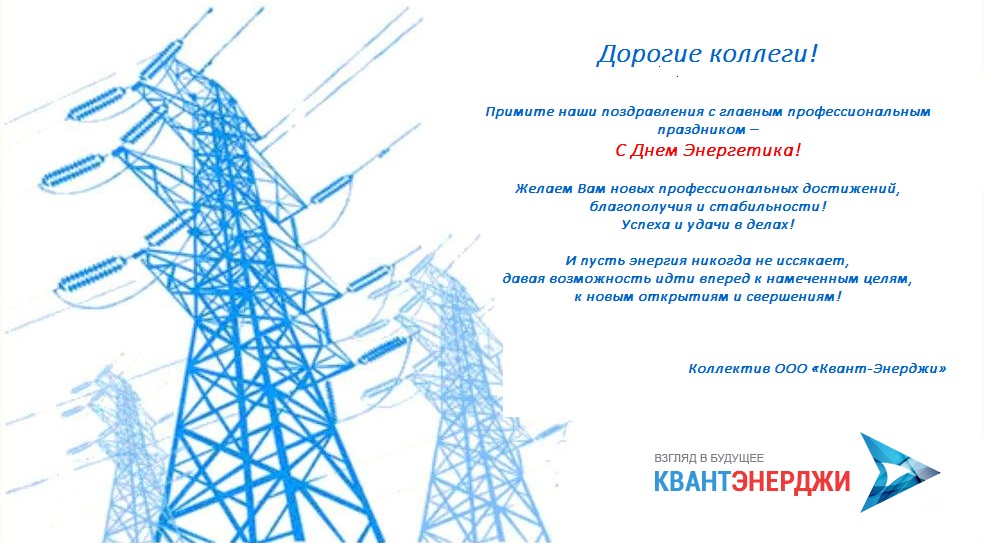 Дорогие коллеги!
Примите наши поздравления с главным профессиональным
праздником –
С Днем Энергетика!
Желаем Вам новых профессиональных достижений,
благополучия и стабильности!
Успеха и удачи в делах!
И пусть энергия никогда не иссякает,
давая возможность идти вперед к намеченным целям,
к новым открытиям и свершениям!
Коллектив ООО «Квант-Энерджи»
ВЗГЛЯД В БУДУЩЕЕ
КВАНТЭНЕРДЖИ